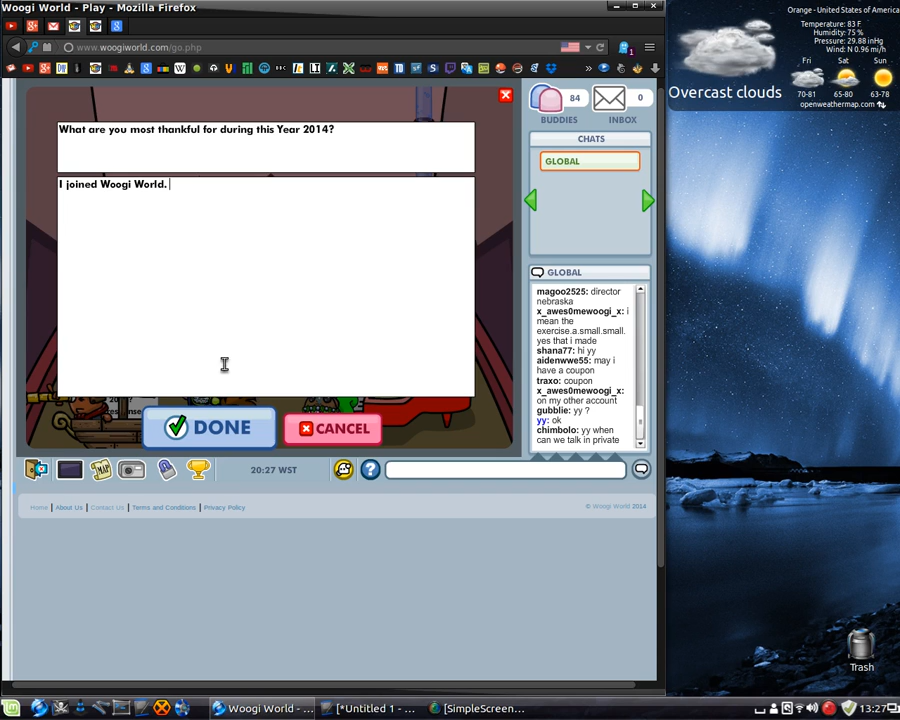 Woogi World - Play - Mozilla Firefox
www.woogiworld.com/go.php
1
What are you most thankful for during this Year 2014?
I joined Woogi World.
DONE
CANCEL
20:27 WST
84
0
BUDDIES
INBOX
CHATS
GLOBAL
GLOBAL
magoo2525: director
nebraska
x_awes0mewoogi_x: i
mean the
exercise.a.small.small.
yes that i made
shana77: hi yy
aidenwwe55: may i
have a coupon
traxo: coupon
x_awes0mewoogi_x:
on my other account
gubblie: yy ?
yy: ok
chimbolo: yy when
can we talk in private
MAP
Home | About Us | Contact Us | Terms and Conditions | Privacy Policy
© Woogi World 2014
Orange - United States of America
Temperature: 83 F
Humidity: 75 %
Pressure: 29.88 inHg
Wind: N 0.96 mi/h
Fri Sat Sun
70-81 65-80 63-78
Overcast clouds
openweathermap.com
Trash
Woogi World - ...
[*Untitled 1 - ...
[SimpleScreen...
13:27